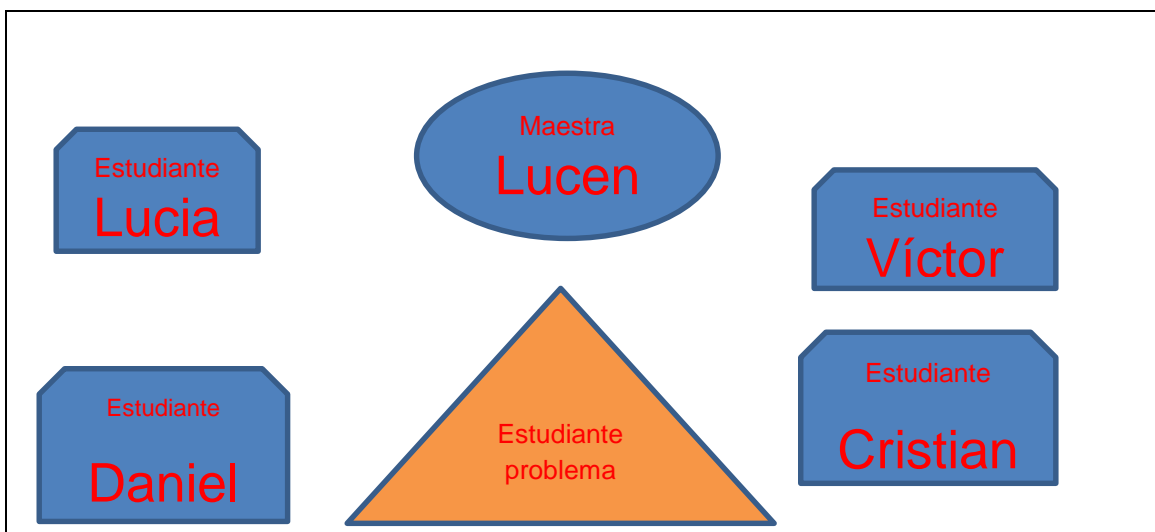 Maestra
Lucen
Estudiante
Lucia
Estudiante
Víctor
Estudiante
Cristian
Estudiante
Daniel
Estudiante
problema